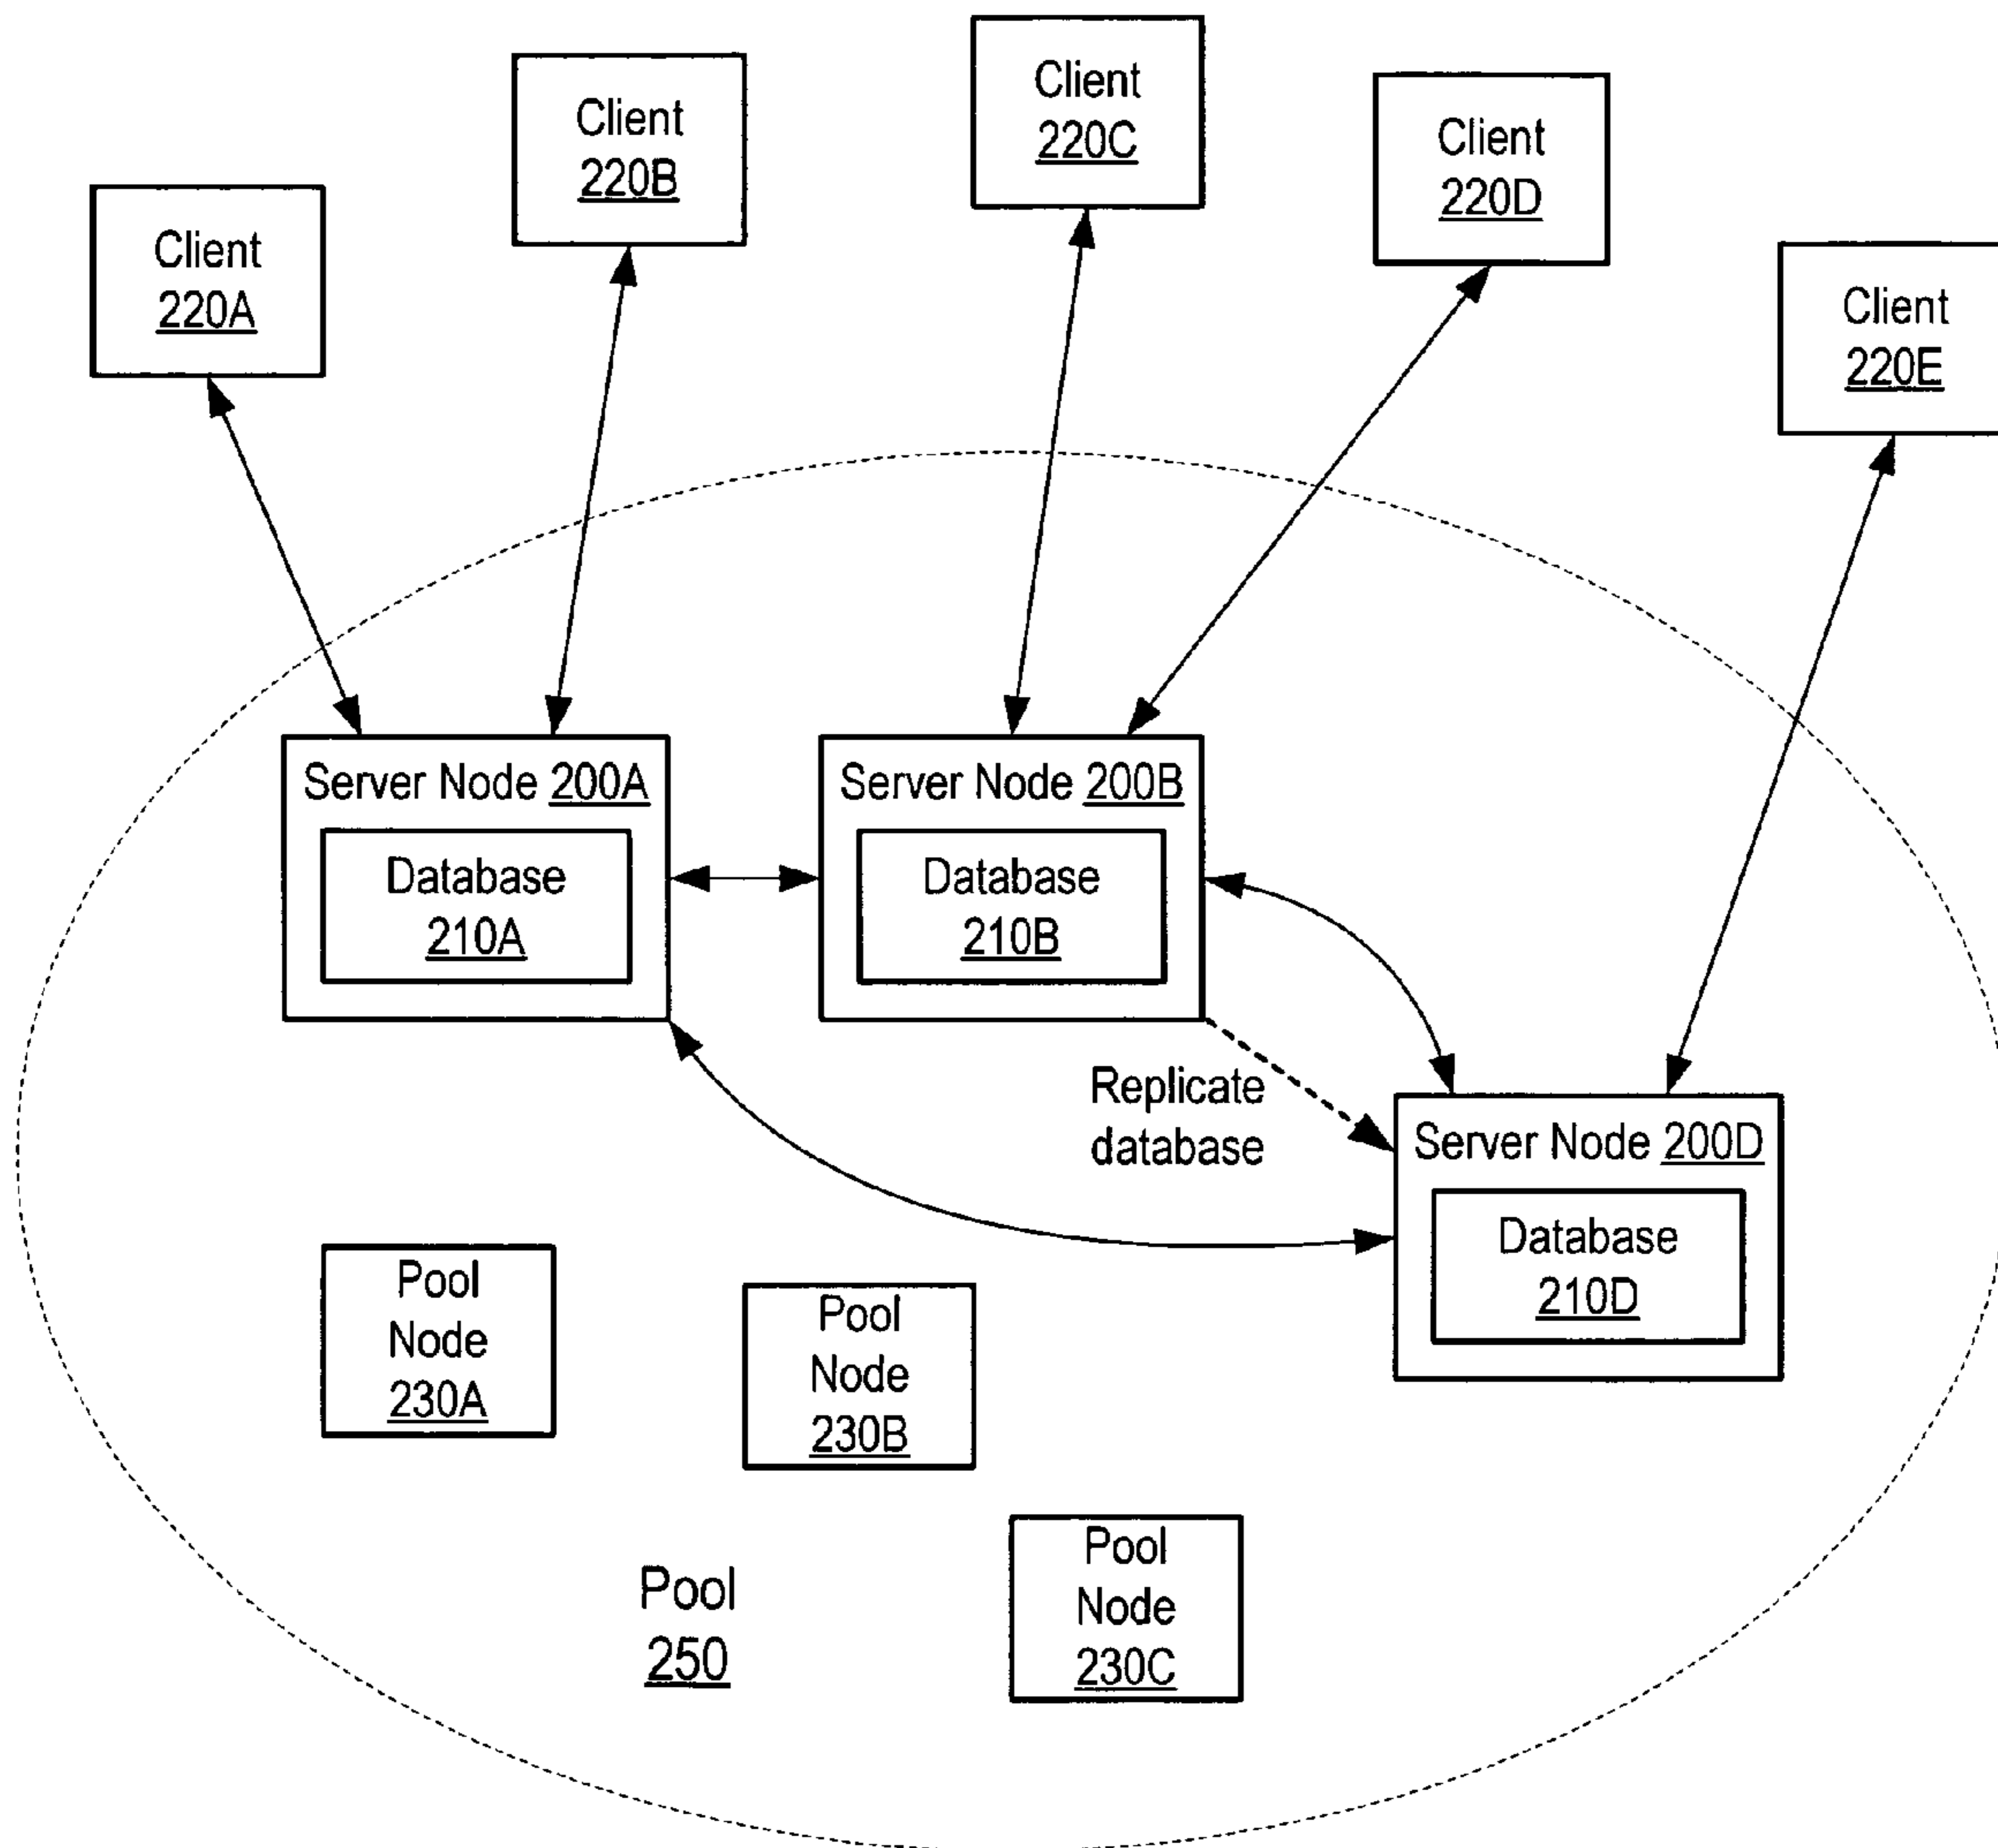 Client
220C
Client
220B
Client
220D
Client
220A
Client
220E
Server Node 200A
Database
210A
Server Node 200B
Database
210B
Replicate
database
Server Node 200D
Database
210D
Pool
Node
230A
Pool
Node
230B
Pool
Node
230C
Pool
250